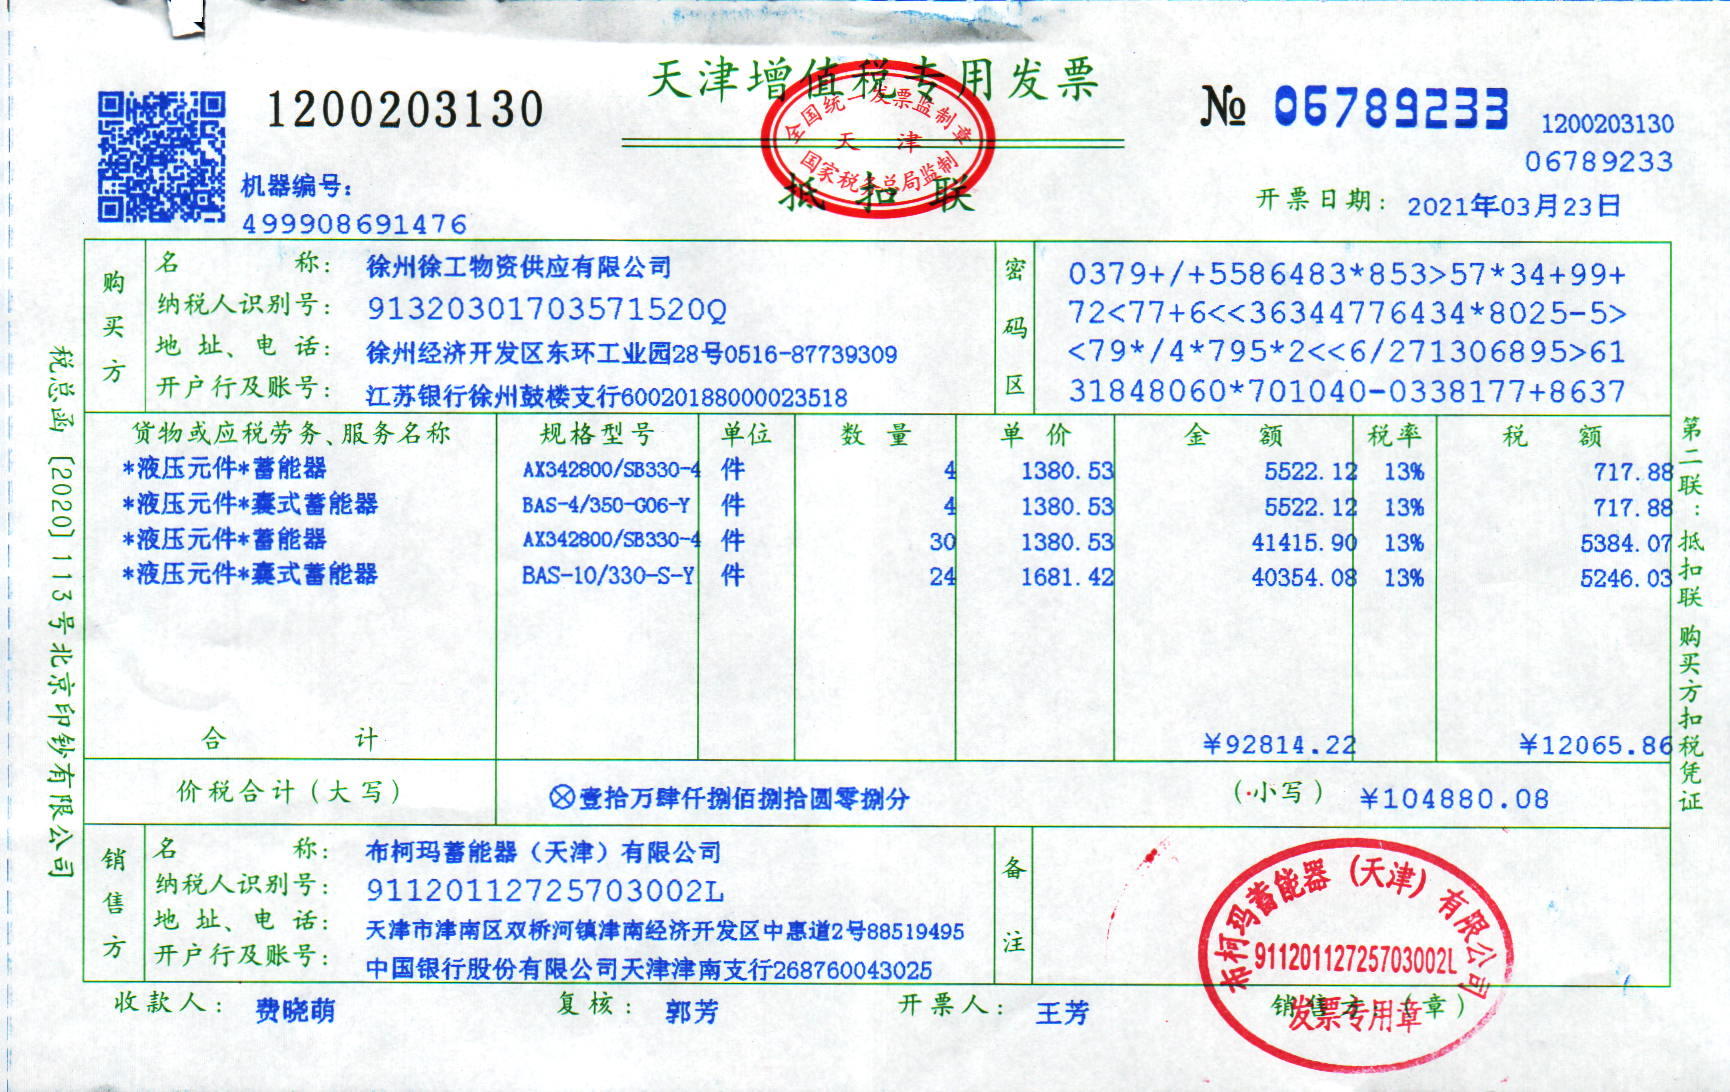 天津增值税专用发票
全国统一发票监制章
天 津
国家税务总局监制
抵扣联
1200203130
№ 06789233
1200203130
06789233
机器编号:
499908691476
开票日期: 2021年03月23日
购买方
名 称: 徐州徐工物资供应有限公司
纳税人识别号: 91320301703571520Q
地 址、电 话: 徐州经济开发区东环工业园28号0516-87739309
开户行及账号: 江苏银行徐州鼓楼支行60020188000023518
密码区
0379+/+5586483*853>57*34+99+
72<77+6<<36344776434*8025-5>
<79*/4*795*2<<6/271306895>61
31848060*701040-0338177+8637
货物或应税劳务、服务名称 规格型号 单位 数 量 单 价 金 额 税率 税 额
*液压元件*蓄能器 AX342800/SB330-4 件 4 1380.53 5522.12 13% 717.88
*液压元件*囊式蓄能器 BAS-4/350-G06-Y 件 4 1380.53 5522.12 13% 717.88
*液压元件*蓄能器 AX342800/SB330-4 件 30 1380.53 41415.90 13% 5384.07
*液压元件*囊式蓄能器 BAS-10/330-S-Y 件 24 1681.42 40354.08 13% 5246.03
合 计 ¥92814.22 ¥12065.86
价税合计(大写) ⊗壹拾万肆仟捌佰捌拾圆零捌分 (小写) ¥104880.08
销售方
名 称: 布柯玛蓄能器(天津)有限公司
纳税人识别号: 91120112725703002L
地 址、电 话: 天津市津南区双桥河镇津南经济开发区中惠道2号88519495
开户行及账号: 中国银行股份有限公司天津津南支行268760043025
备注
布柯玛蓄能器(天津)有限公司
91120112725703002L
发票专用章
收款人: 费晓萌 复核: 郭芳 开票人: 王芳 销售方:(章)
税总函[2020]113号北京印钞有限公司
第二联:抵扣联 购买方扣税凭证